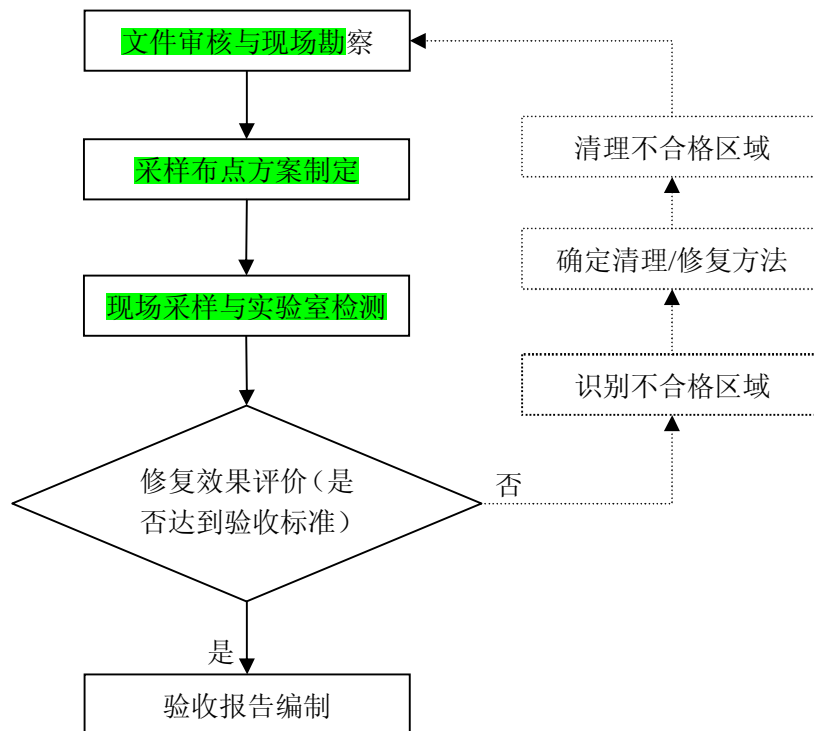 文件审核与现场勘察
清理不合格区域
采样布点方案制定
确定清理/修复方法
现场采样与实验室检测
识别不合格区域
修复效果评价（是
否达到验收标准）
否
是
验收报告编制